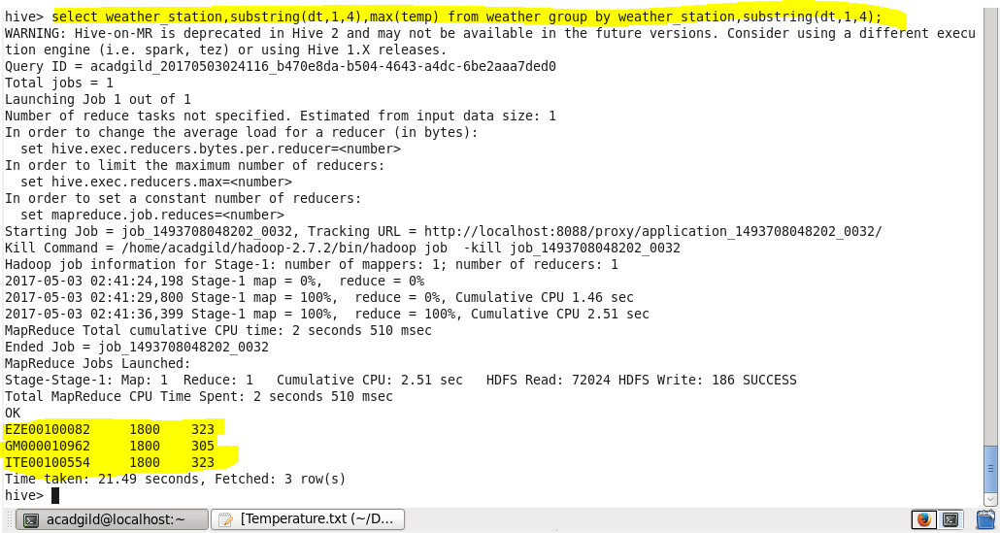 hive> select weather_station,substring(dt,1,4),max(temp) from weather group by weather_station,substring(dt,1,4);
WARNING: Hive-on-MR is deprecated in Hive 2 and may not be available in the future versions. Consider using a different execu
tion engine (i.e. spark, tez) or using Hive 1.X releases.
Query ID = acadgild_20170503024116_b470e8da-b504-4643-a4dc-6be2aaa7ded0
Total jobs = 1
Launching Job 1 out of 1
Number of reduce tasks not specified. Estimated from input data size: 1
In order to change the average load for a reducer (in bytes):
  set hive.exec.reducers.bytes.per.reducer=<number>
In order to limit the maximum number of reducers:
  set hive.exec.reducers.max=<number>
In order to set a constant number of reducers:
  set mapreduce.job.reduces=<number>
Starting Job = job_1493708048202_0032, Tracking URL = http://localhost:8088/proxy/application_1493708048202_0032/
Kill Command = /home/acadgild/hadoop-2.7.2/bin/hadoop job  -kill job_1493708048202_0032
Hadoop job information for Stage-1: number of mappers: 1; number of reducers: 1
2017-05-03 02:41:24,198 Stage-1 map = 0%,  reduce = 0%
2017-05-03 02:41:29,800 Stage-1 map = 100%,  reduce = 0%, Cumulative CPU 1.46 sec
2017-05-03 02:41:36,399 Stage-1 map = 100%,  reduce = 100%, Cumulative CPU 2.51 sec
MapReduce Total cumulative CPU time: 2 seconds 510 msec
Ended Job = job_1493708048202_0032
MapReduce Jobs Launched:
Stage-Stage-1: Map: 1  Reduce: 1   Cumulative CPU: 2.51 sec   HDFS Read: 72024 HDFS Write: 186 SUCCESS
Total MapReduce CPU Time Spent: 2 seconds 510 msec
OK
EZE00100082     1800    323
GM000010962     1800    305
ITE00100554     1800    323
Time taken: 21.49 seconds, Fetched: 3 row(s)
hive>
acadgild@localhost:~ [Temperature.txt (~/D...